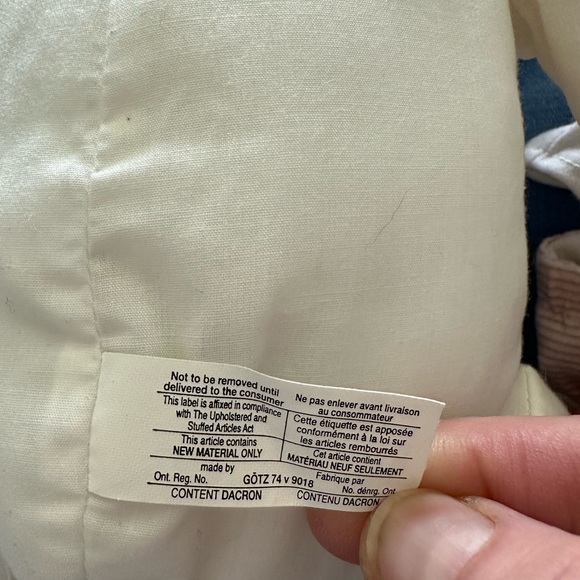 Not to be removed until
delivered to the consumer
This label is affixed in compliance
with The Upholstered and
Stuffed Articles Act
This article contains
NEW MATERIAL ONLY
made by
Ont. Reg. No. GÖTZ 74 v 9018
CONTENT DACRON
Ne pas enlever avant livraison
au consommateur
Cette étiquette est apposée
conformément à la loi sur
les articles rembourrés
Cet article contient
MATÉRIAU NEUF SEULEMENT
Fabrique par
No. dénrg. Ont
CONTENU DACRON